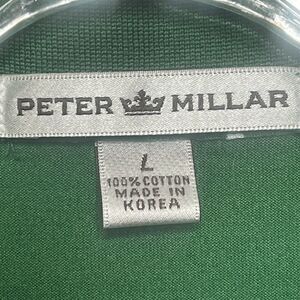 PETER MILLAR
L
100% COTTON
MADE IN
KOREA